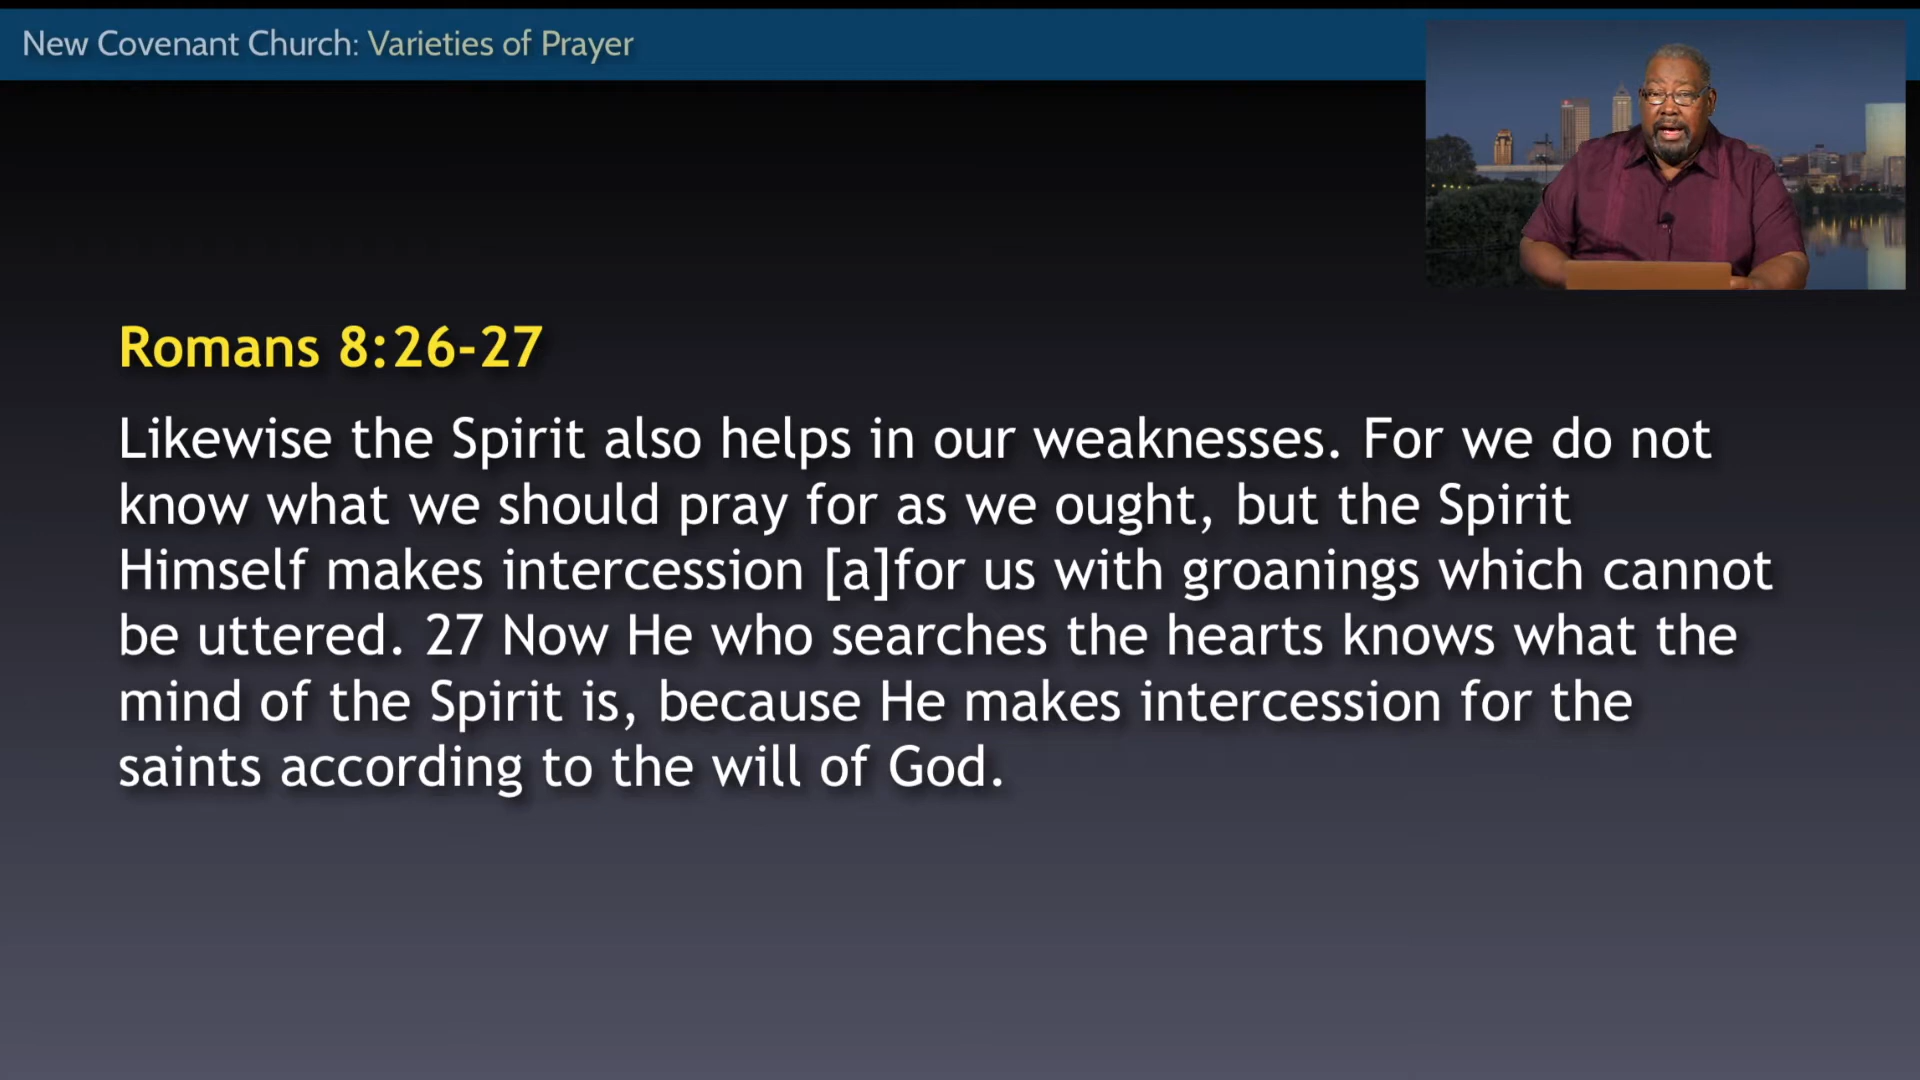 New Covenant Church: Varieties of Prayer
Romans 8:26-27
Likewise the Spirit also helps in our weaknesses. For we do not
know what we should pray for as we ought, but the Spirit
Himself makes intercession [a]for us with groanings which cannot
be uttered. 27 Now He who searches the hearts knows what the
mind of the Spirit is, because He makes intercession for the
saints according to the will of God.